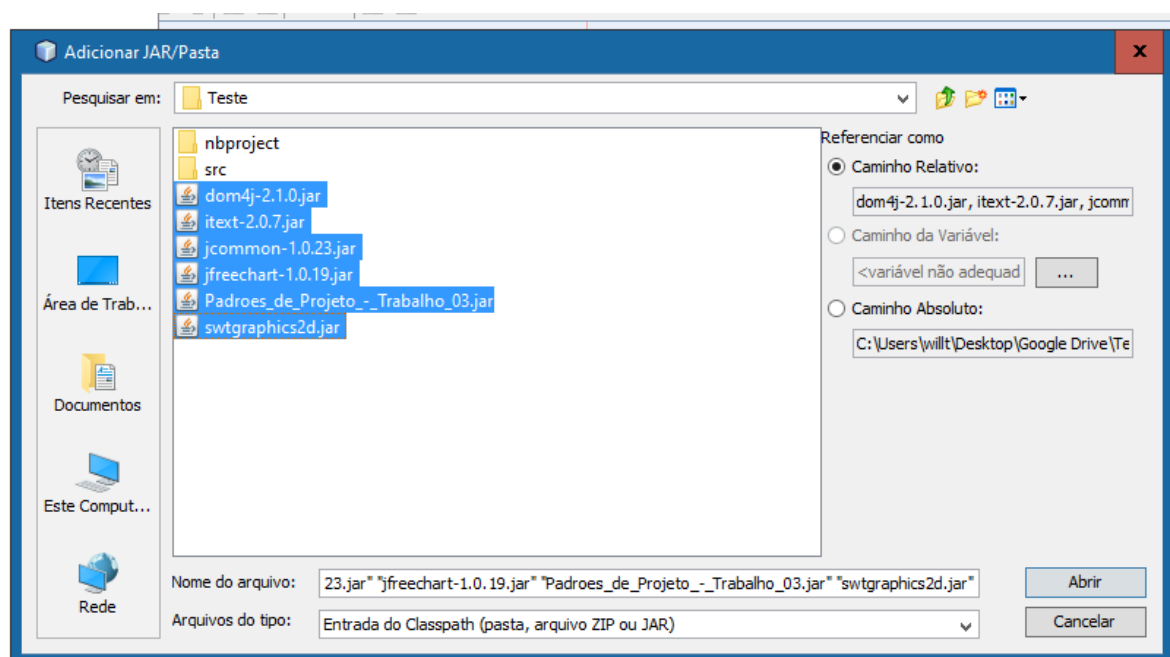 Adicionar JAR/Pasta
x
Pesquisar em:
Teste
Itens Recentes
Área de Trab...
Documentos
Este Comput...
Rede
nbproject
src
dom4j-2.1.0.jar
itext-2.0.7.jar
jcommon-1.0.23.jar
jfreechart-1.0.19.jar
Padroes_de_Projeto_-_Trabalho_03.jar
swtgraphics2d.jar
Referenciar como
Caminho Relativo:
dom4j-2.1.0.jar, itext-2.0.7.jar, jcomm
Caminho da Variável:
<variável não adequad
...
Caminho Absoluto:
C:\Users\willt\Desktop\Google Drive\Te
Nome do arquivo:
23.jar" "jfreechart-1.0.19.jar" "Padroes_de_Projeto_-_Trabalho_03.jar" "swtgraphics2d.jar"
Abrir
Arquivos do tipo:
Entrada do Classpath (pasta, arquivo ZIP ou JAR)
Cancelar